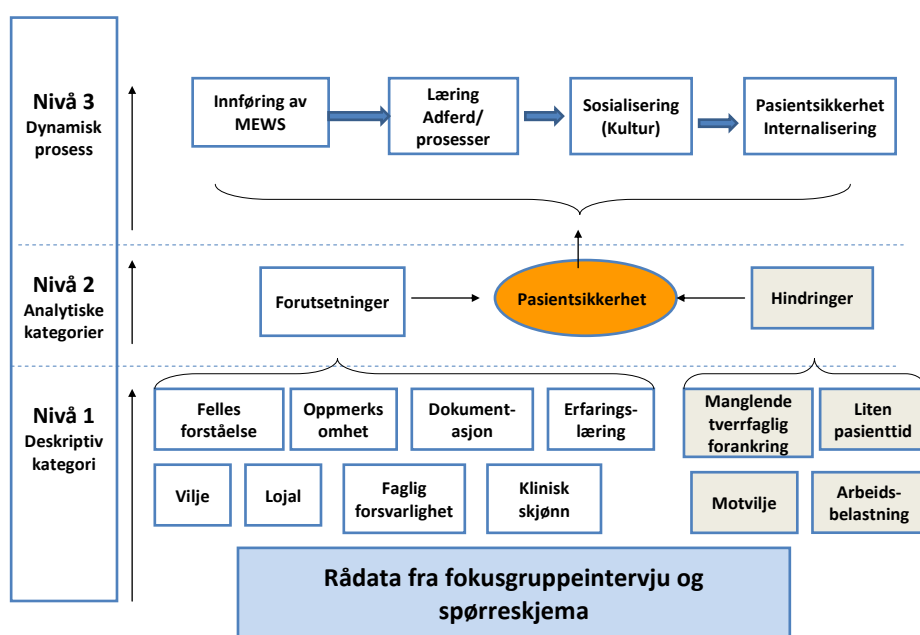 Nivå 3
Dynamisk
prosess
Innføring av
MEWS
Læring
Adferd/
prosesser
Sosialisering
(Kultur)
Pasientsikkerhet
Internalisering
Nivå 2
Analytiske
kategorier
Forutsetninger
Pasientsikkerhet
Hindringer
Nivå 1
Deskriptiv
kategori
Felles
forståelse
Oppmerks
omhet
Dokument-
asjon
Erfarings-
læring
Manglende
tverrfaglig
forankring
Liten
pasienttid
Vilje
Lojal
Faglig
forsvarlighet
Klinisk
skjønn
Motvilje
Arbeids-
belastning
Rådata fra fokusgruppeintervju og
spørreskjema